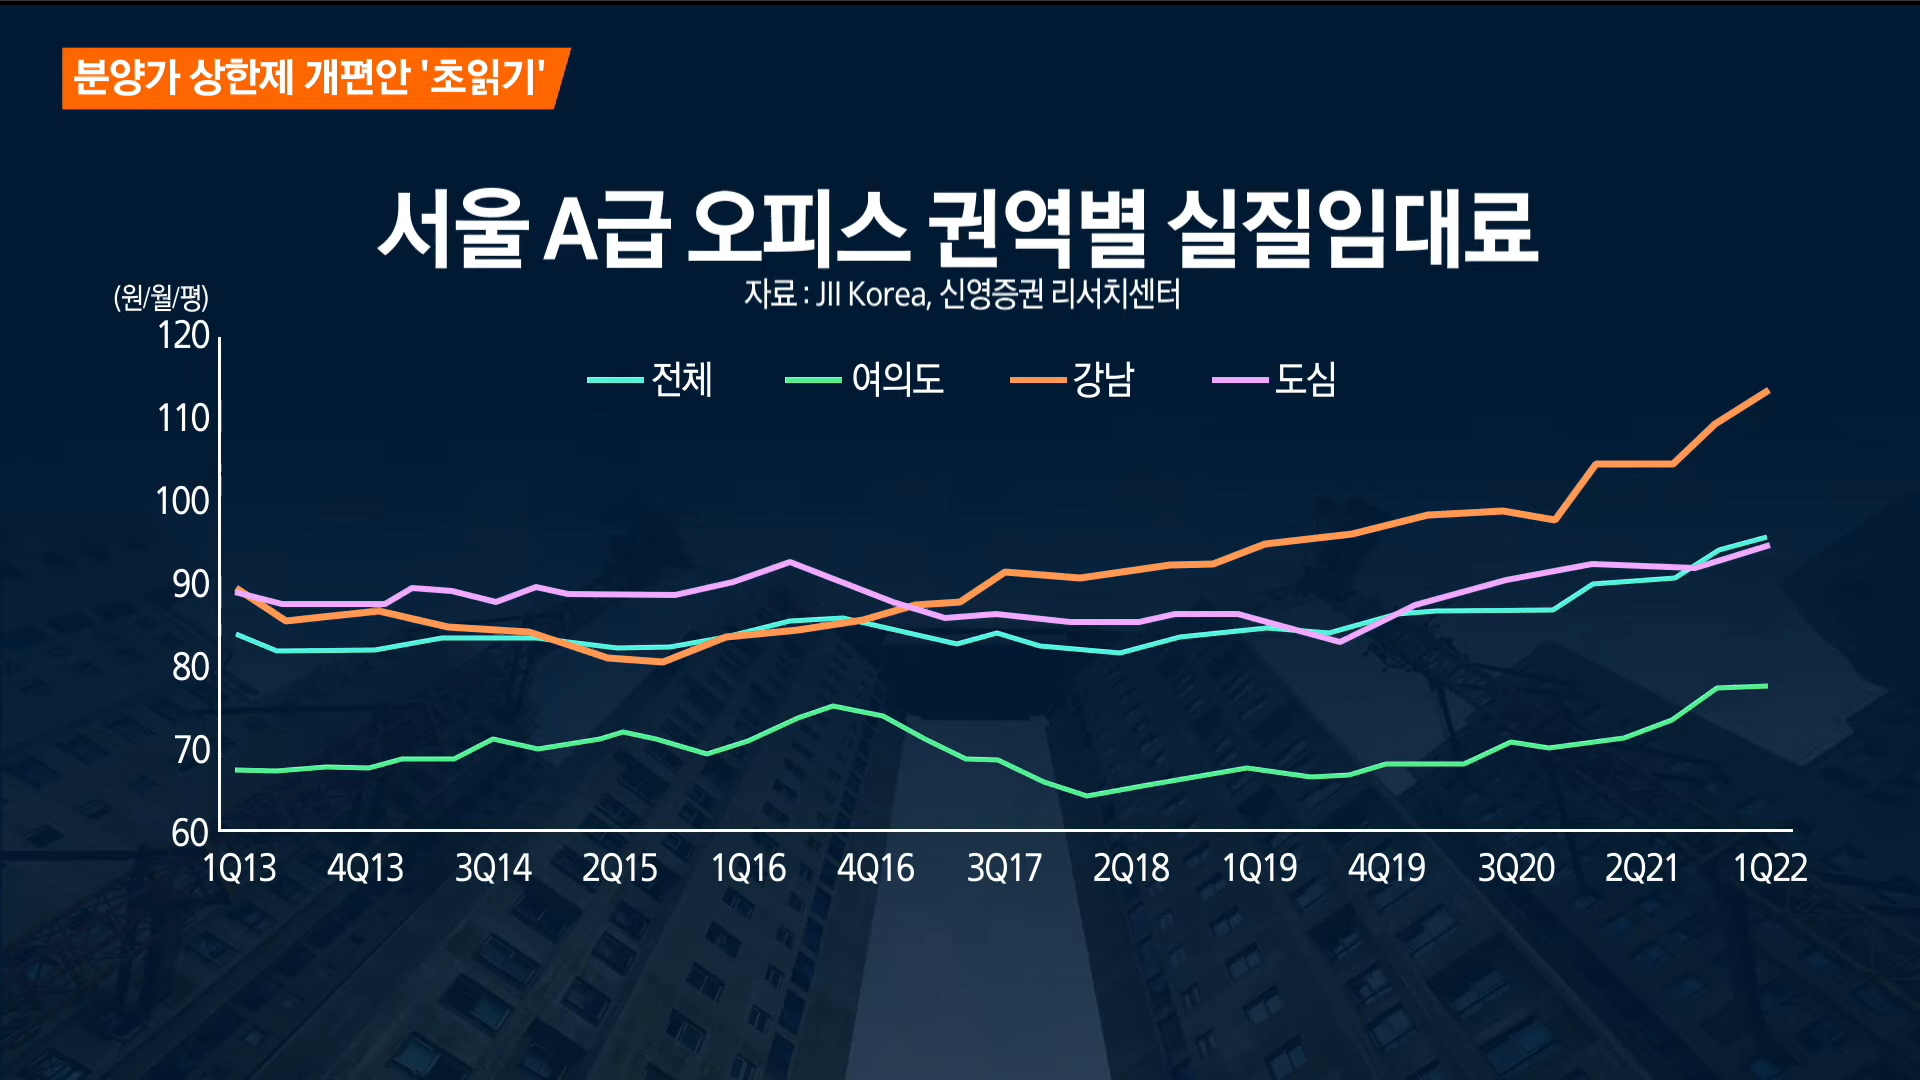 분양가 상한제 개편안 '초읽기'
서울 A급 오피스 권역별 실질임대료
자료 : JII Korea, 신영증권 리서치센터
(원/월/평)
전체 여의도 강남 도심
120
110
100
90
80
70
60
1Q13 4Q13 3Q14 2Q15 1Q16 4Q16 3Q17 2Q18 1Q19 4Q19 3Q20 2Q21 1Q22